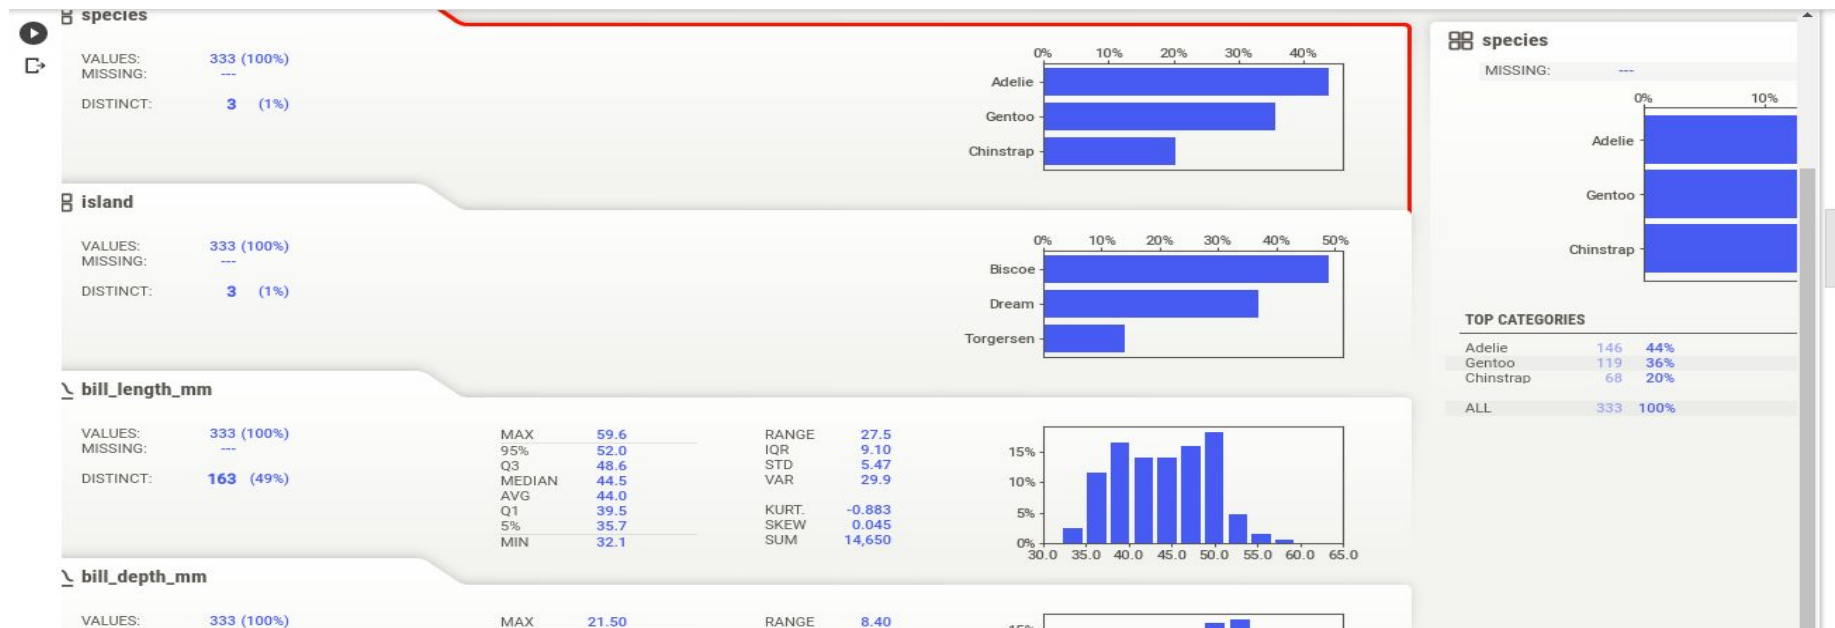 species
VALUES: 333 (100%)
MISSING: ---
DISTINCT: 3 (1%)
0% 10% 20% 30% 40%
Adelie
Gentoo
Chinstrap
island
VALUES: 333 (100%)
MISSING: ---
DISTINCT: 3 (1%)
0% 10% 20% 30% 40% 50%
Biscoe
Dream
Torgersen
bill_length_mm
VALUES: 333 (100%)
MISSING: ---
DISTINCT: 163 (49%)
MAX 59.6
95% 52.0
Q3 48.6
MEDIAN 44.5
AVG 44.0
Q1 39.5
5% 35.7
MIN 32.1
RANGE 27.5
IQR 9.10
STD 5.47
VAR 29.9
KURT. -0.883
SKEW 0.045
SUM 14,650
15%
10%
5%
0%
30.0 35.0 40.0 45.0 50.0 55.0 60.0 65.0
bill_depth_mm
VALUES: 333 (100%)
MAX 21.50
RANGE 8.40
15%
species
MISSING: ---
0% 10%
Adelie
Gentoo
Chinstrap
TOP CATEGORIES
Adelie 146 44%
Gentoo 119 36%
Chinstrap 68 20%
ALL 333 100%